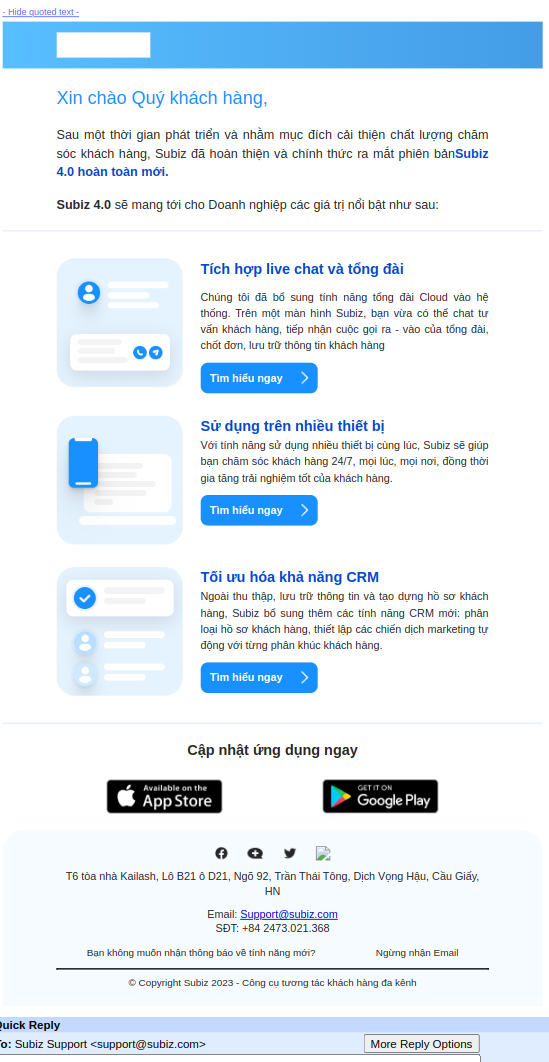 - Hide quoted text -
Xin chào Quý khách hàng,
Sau một thời gian phát triển và nhằm mục đích cải thiện chất lượng chăm
sóc khách hàng, Subiz đã hoàn thiện và chính thức ra mắt phiên bảnSubiz
4.0 hoàn toàn mới.
Subiz 4.0 sẽ mang tới cho Doanh nghiệp các giá trị nổi bật như sau:
Tích hợp live chat và tổng đài
Chúng tôi đã bổ sung tính năng tổng đài Cloud vào hệ
thống. Trên một màn hình Subiz, bạn vừa có thể chat tư
vấn khách hàng, tiếp nhận cuộc gọi ra - vào của tổng đài,
chốt đơn, lưu trữ thông tin khách hàng
Tìm hiểu ngay
Sử dụng trên nhiều thiết bị
Với tính năng sử dụng nhiều thiết bị cùng lúc, Subiz sẽ giúp
bạn chăm sóc khách hàng 24/7, mọi lúc, mọi nơi, đồng thời
gia tăng trải nghiệm tốt của khách hàng.
Tìm hiểu ngay
Tối ưu hóa khả năng CRM
Ngoài thu thập, lưu trữ thông tin và tạo dựng hồ sơ khách
hàng, Subiz bổ sung thêm các tính năng CRM mới: phân
loại hồ sơ khách hàng, thiết lập các chiến dịch marketing tự
động với từng phân khúc khách hàng.
Tìm hiểu ngay
Cập nhật ứng dụng ngay
Available on the
App Store
GET IT ON
Google Play
T6 tòa nhà Kailash, Lô B21 ô D21, Ngõ 92, Trần Thái Tông, Dịch Vọng Hậu, Cầu Giấy,
HN
Email: Support@subiz.com
SĐT: +84 2473.021.368
Bạn không muốn nhận thông báo về tính năng mới? Ngừng nhận Email
© Copyright Subiz 2023 - Công cụ tương tác khách hàng đa kênh
Quick Reply
To: Subiz Support <support@subiz.com> More Reply Options